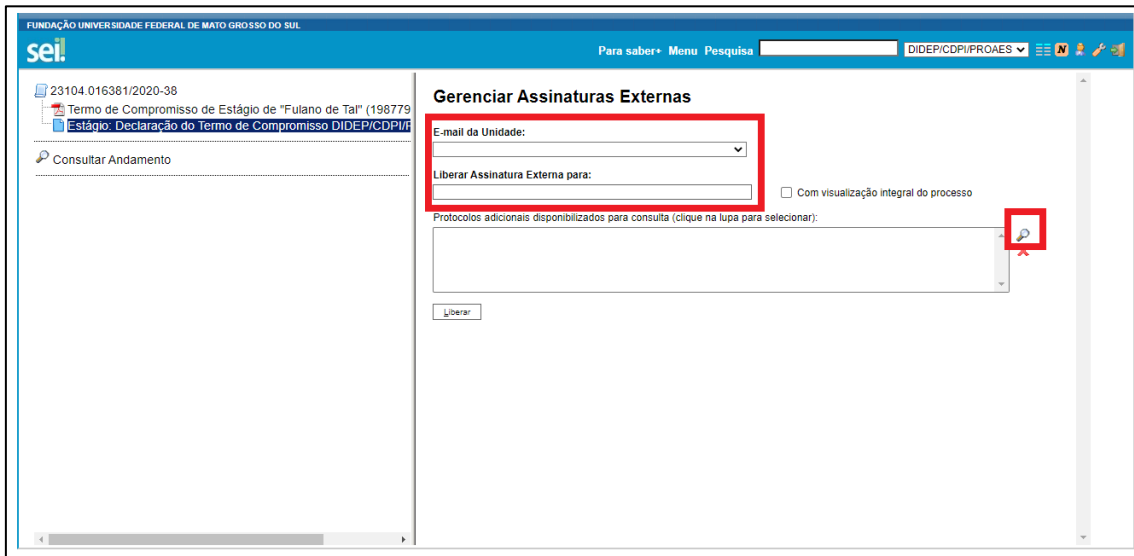 FUNDAÇÃO UNIVERSIDADE FEDERAL DE MATO GROSSO DO SUL
sei!
Para saber+ Menu Pesquisa
DIDEP/CDPI/PROAES
N
23104.016381/2020-38
Termo de Compromisso de Estágio de "Fulano de Tal" (198779
Estágio: Declaração do Termo de Compromisso DIDEP/CDPI/
Consultar Andamento
Gerenciar Assinaturas Externas
E-mail da Unidade:
Liberar Assinatura Externa para:
Com visualização integral do processo
Protocolos adicionais disponibilizados para consulta (clique na lupa para selecionar):
Liberar